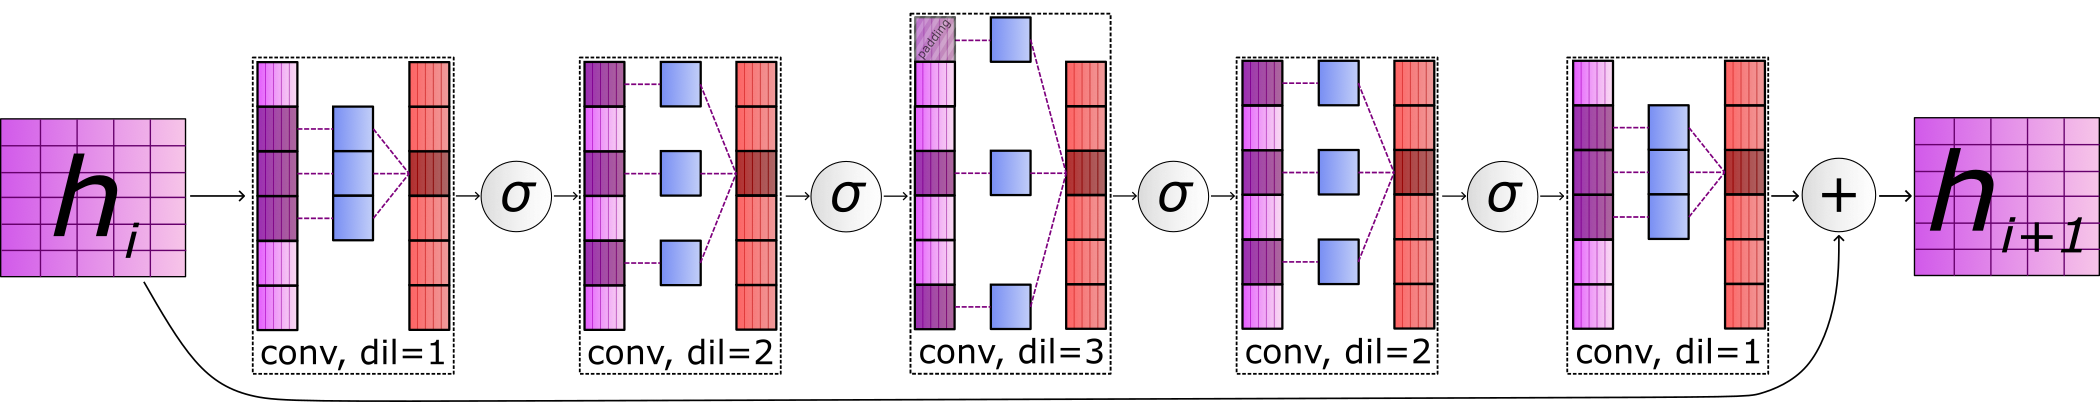 h i
conv, dil=1
σ
conv, dil=2
σ
padding
conv, dil=3
σ
conv, dil=2
σ
conv, dil=1
+
h i+1